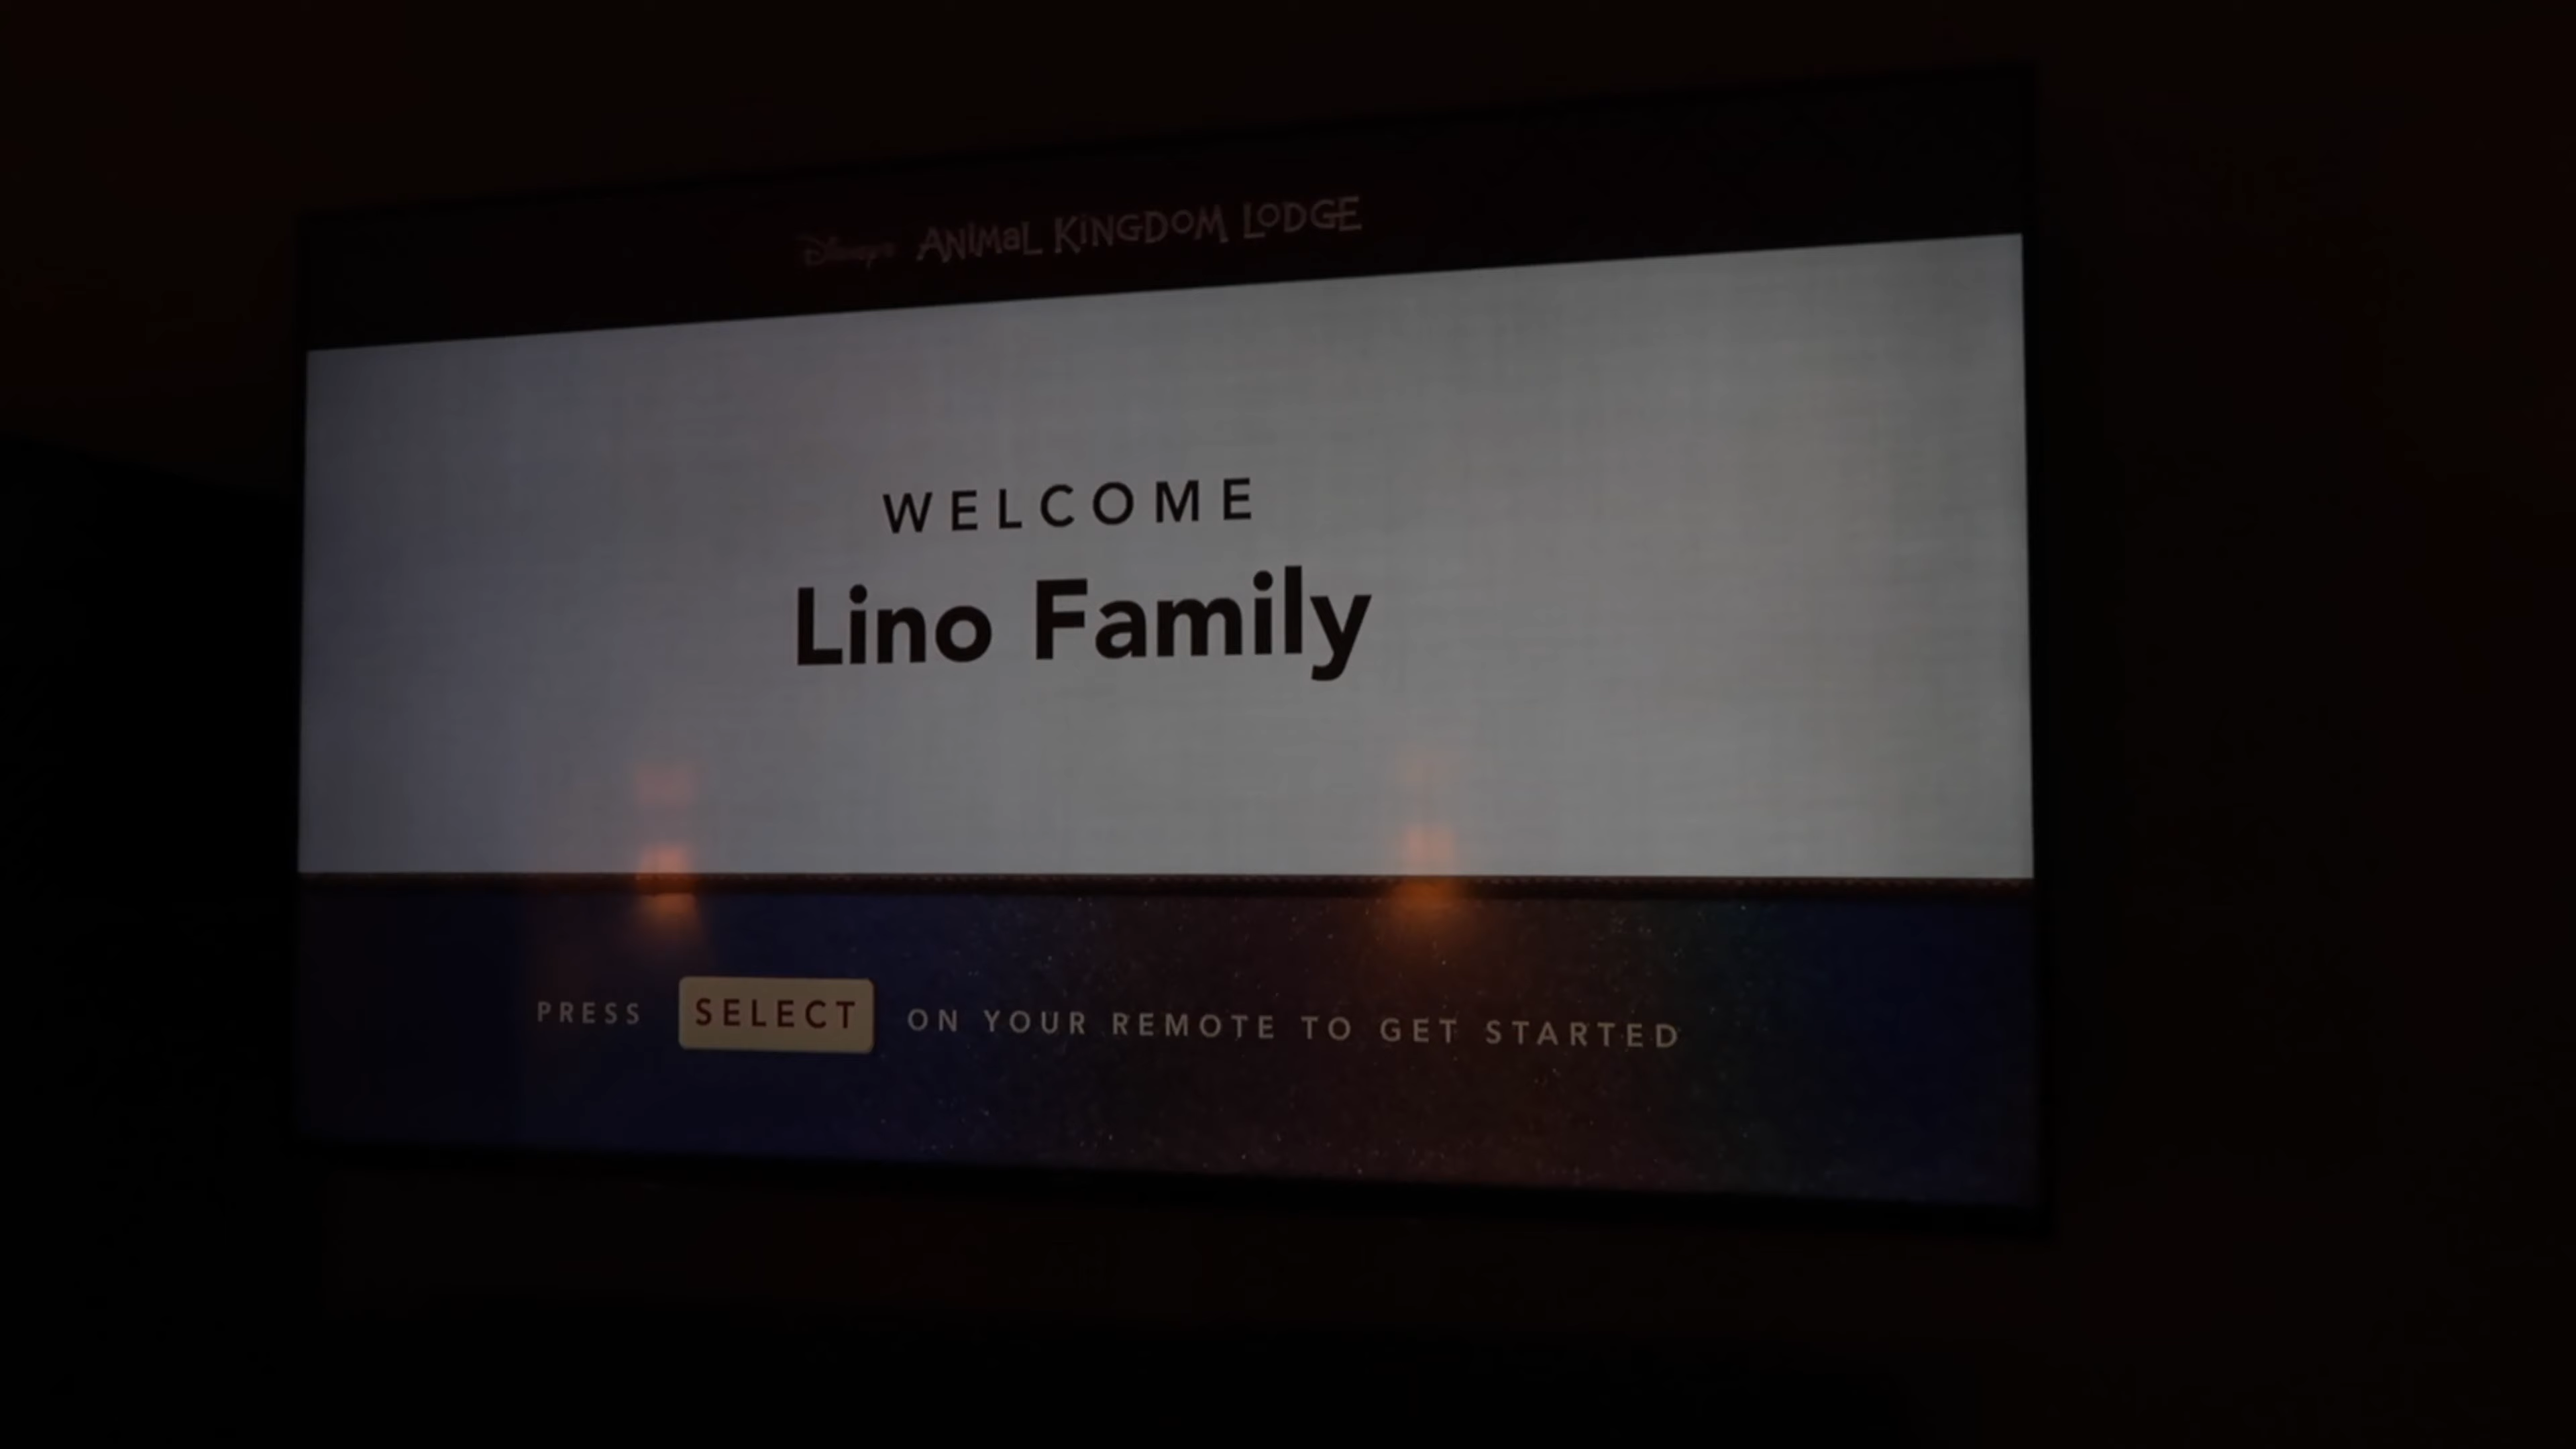 Disney's ANIMAL KINGDOM LODGE
WELCOME
Lino Family
PRESS SELECT ON YOUR REMOTE TO GET STARTED